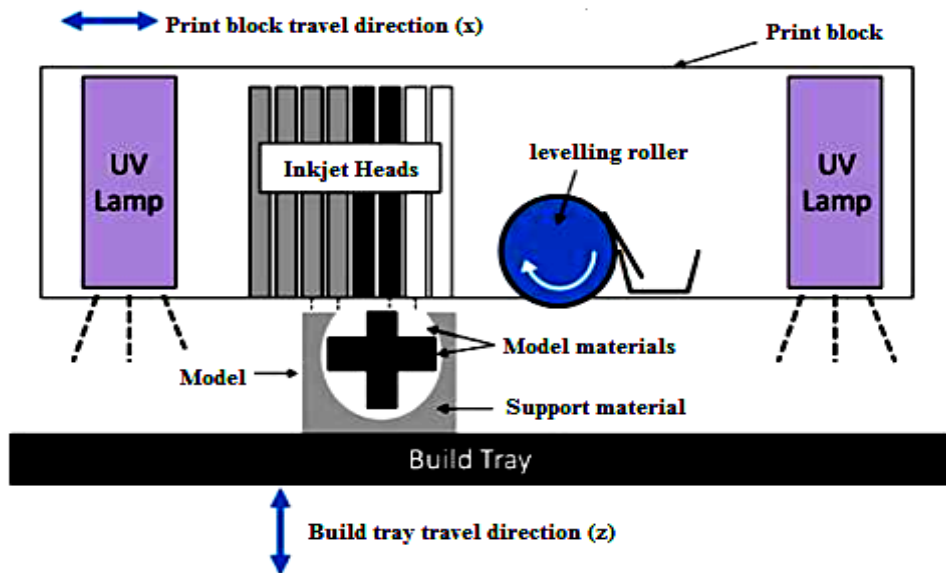 Print block travel direction (x)
Print block
UV
Lamp
Inkjet Heads
levelling roller
UV
Lamp
Model materials
Model
Support material
Build Tray
Build tray travel direction (z)